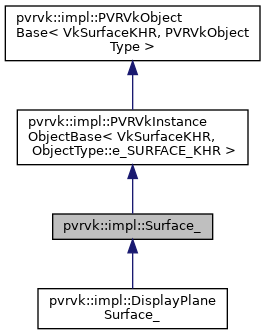 pvrvk::impl::PVRVkObject
Base< VkSurfaceKHR, PVRVkObject
Type >
pvrvk::impl::PVRVkInstance
ObjectBase< VkSurfaceKHR,
ObjectType::e_SURFACE_KHR >
pvrvk::impl::Surface_
pvrvk::impl::DisplayPlane
Surface_